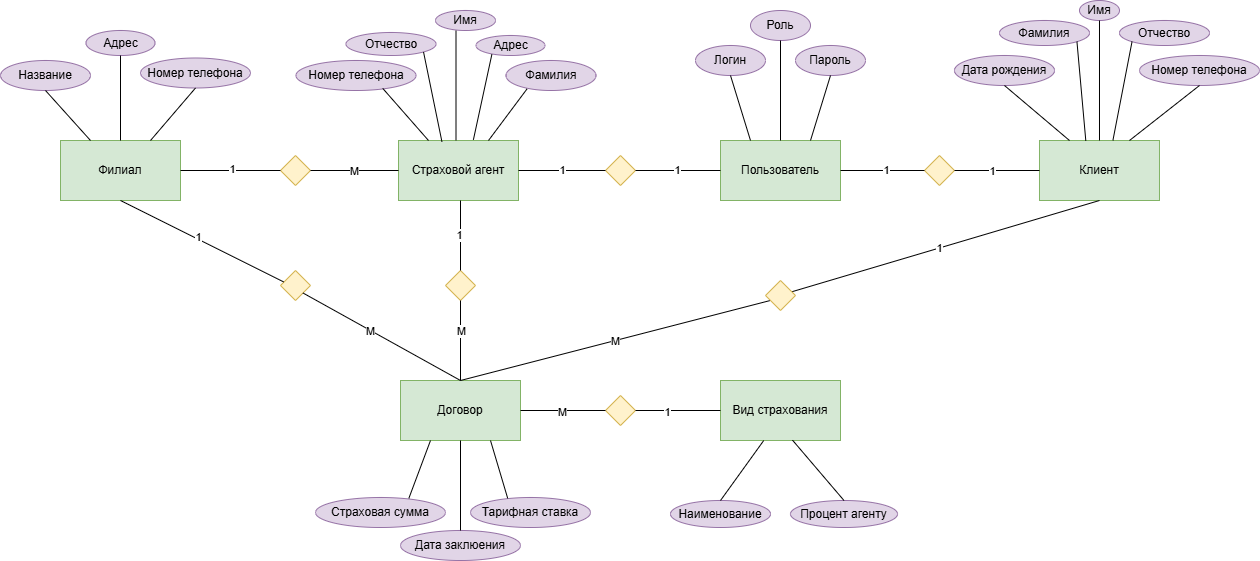 Имя
Имя
Адрес
Отчество
Адрес
Роль
Фамилия
Отчество
Название
Номер телефона
Номер телефона
Фамилия
Логин
Пароль
Дата рождения
Номер телефона
Филиал
1
М
Страховой агент
1
1
Пользователь
1
1
Клиент
1
1
1
М
М
М
Договор
М
1
Вид страхования
Страховая сумма
Тарифная ставка
Наименование
Процент агенту
Дата заклюения